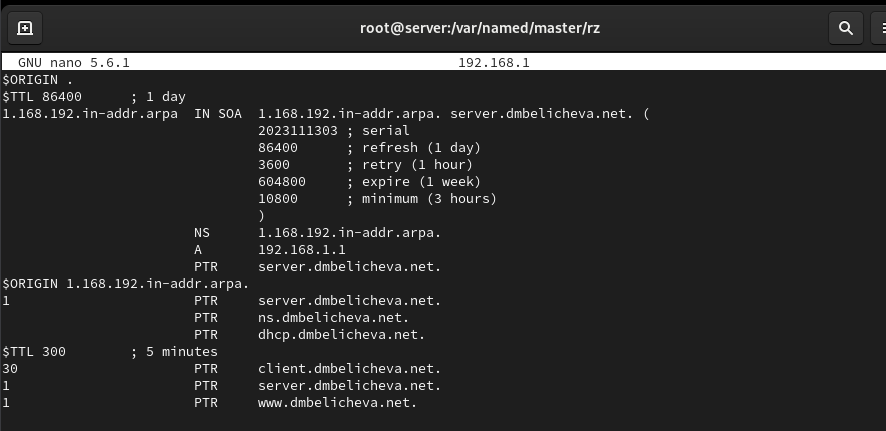 root@server:/var/named/master/rz
GNU nano 5.6.1 192.168.1
$ORIGIN .
$TTL 86400 ; 1 day
1.168.192.in-addr.arpa IN SOA 1.168.192.in-addr.arpa. server.dmbelicheva.net. (
2023111303 ; serial
86400 ; refresh (1 day)
3600 ; retry (1 hour)
604800 ; expire (1 week)
10800 ; minimum (3 hours)
)
NS 1.168.192.in-addr.arpa.
A 192.168.1.1
PTR server.dmbelicheva.net.
$ORIGIN 1.168.192.in-addr.arpa.
1 PTR server.dmbelicheva.net.
PTR ns.dmbelicheva.net.
PTR dhcp.dmbelicheva.net.
$TTL 300 ; 5 minutes
30 PTR client.dmbelicheva.net.
1 PTR server.dmbelicheva.net.
1 PTR www.dmbelicheva.net.